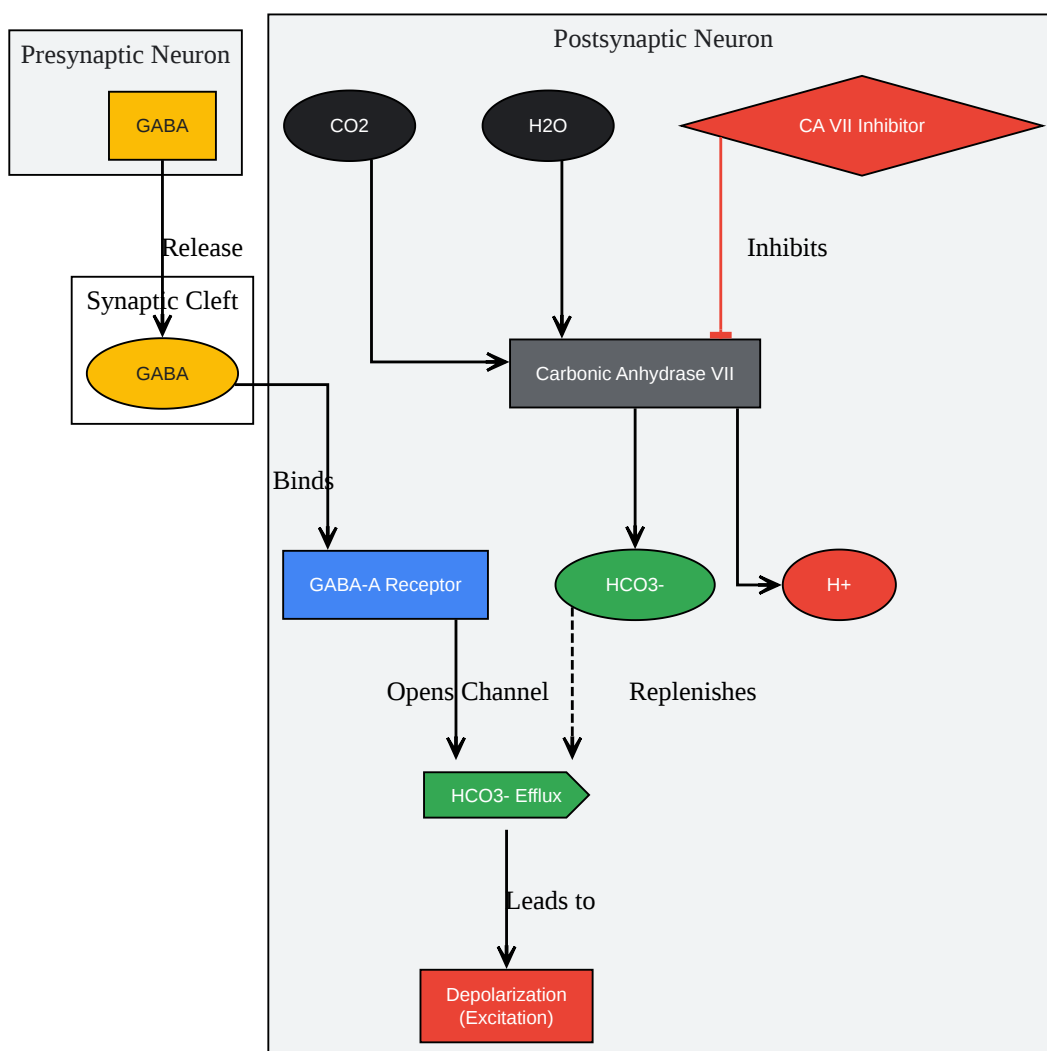 Postsynaptic Neuron
Presynaptic Neuron
GABA
CO2
H2O
CA VII Inhibitor
Release
Inhibits
Synaptic Cleft
GABA
Carbonic Anhydrase VII
Binds
GABA-A Receptor
HCO3-
H+
Opens Channel
Replenishes
HCO3- Efflux
Leads to
Depolarization
(Excitation)